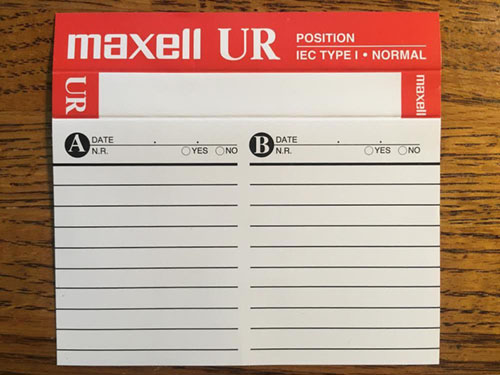 maxell UR POSITION
IEC TYPE I • NORMAL
UR maxell
A DATE . .
N.R. ○YES ○NO
B DATE . .
N.R. ○YES ○NO